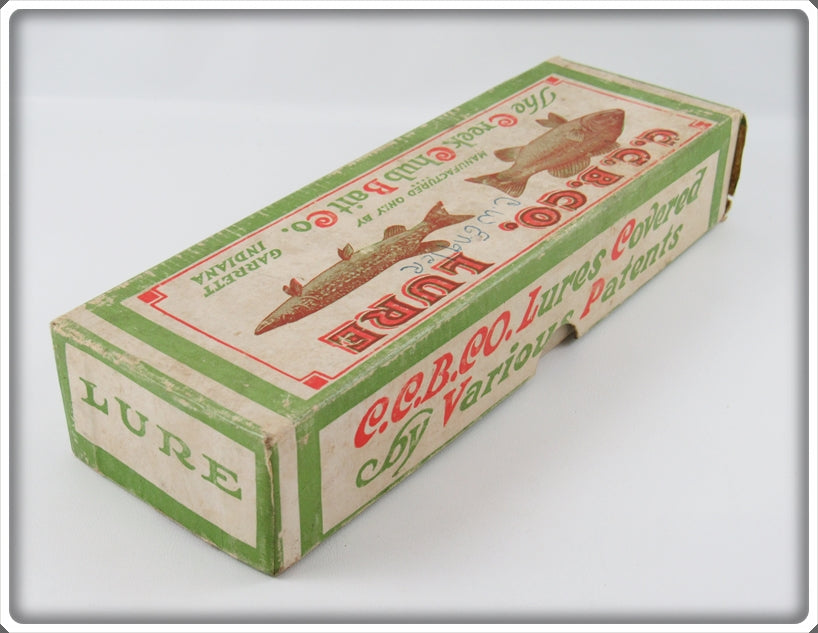 C.C.B.CO. LURE
MANUFACTURED ONLY BY
The Creek Chub Bait Co.
GARRETT
INDIANA
C.C.B.CO. Lures Covered
by Various Patents
LURE